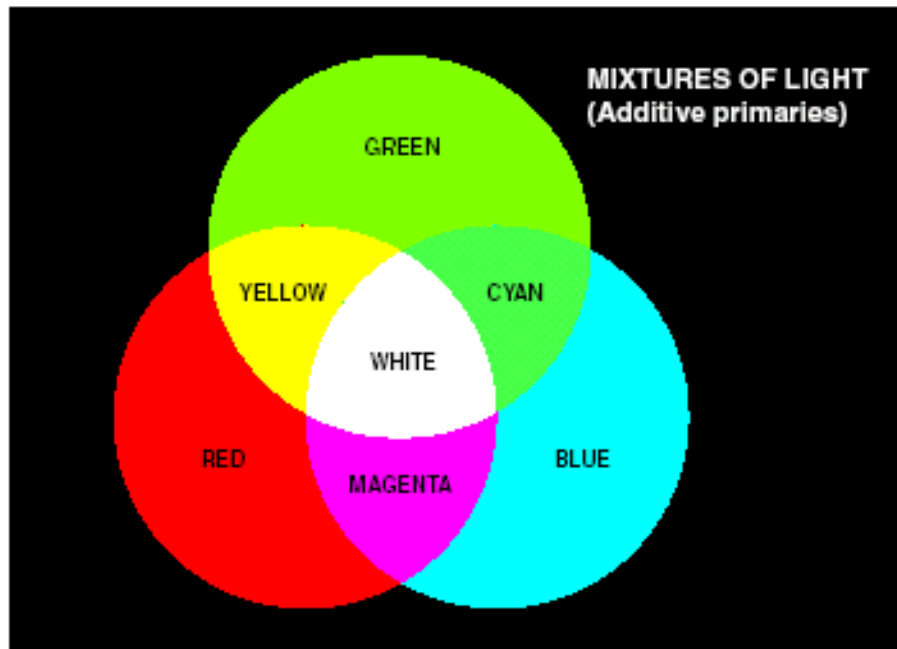 MIXTURES OF LIGHT
(Additive primaries)
GREEN
YELLOW
CYAN
WHITE
RED
BLUE
MAGENTA